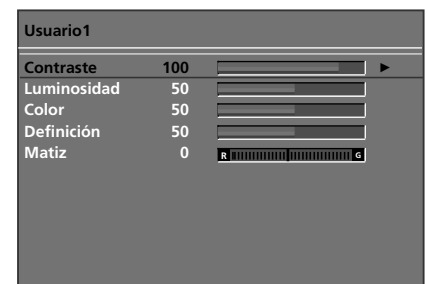 Usuario1
Contraste 100
Luminosidad 50
Color 50
Definición 50
Matiz 0 R G